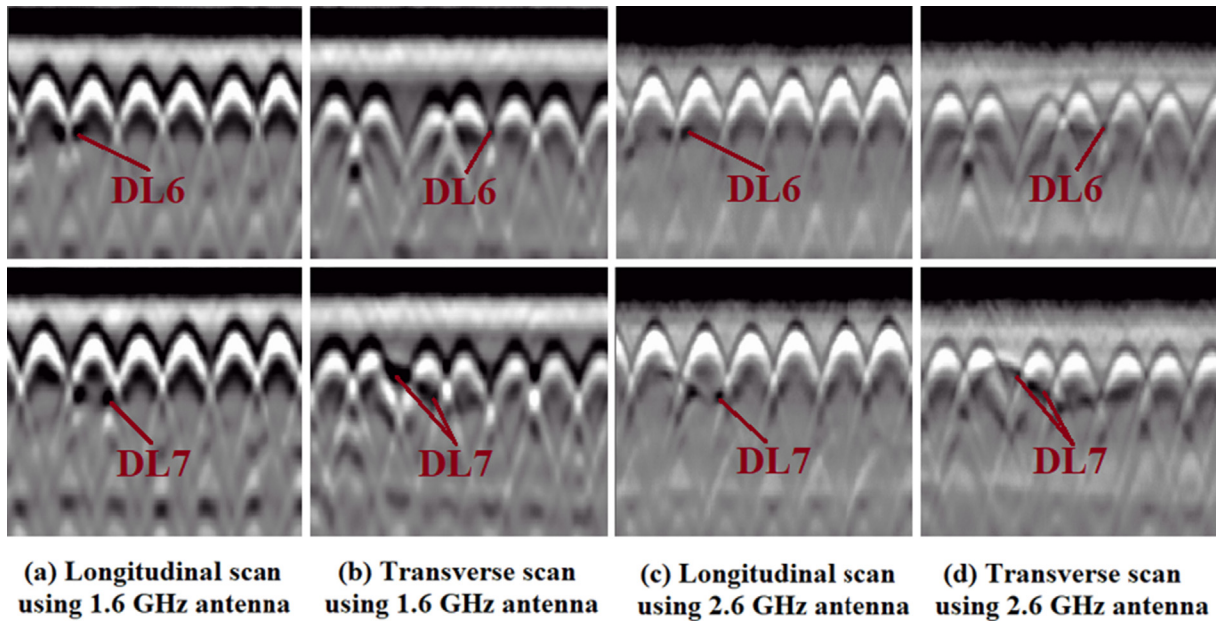 DL6
DL6
DL6
DL6
DL7
DL7
DL7
DL7
(a) Longitudinal scan
using 1.6 GHz antenna
(b) Transverse scan
using 1.6 GHz antenna
(c) Longitudinal scan
using 2.6 GHz antenna
(d) Transverse scan
using 2.6 GHz antenna